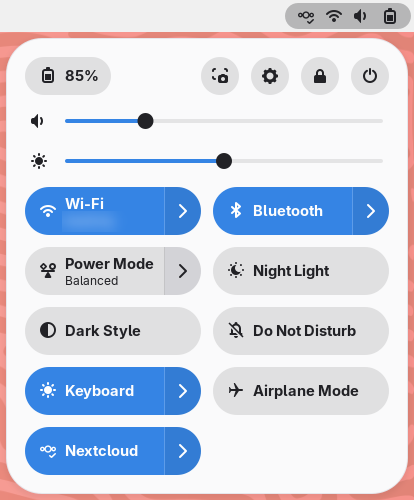 85%
Wi-Fi
Bluetooth
Power Mode
Balanced
Night Light
Dark Style
Do Not Disturb
Keyboard
Airplane Mode
Nextcloud